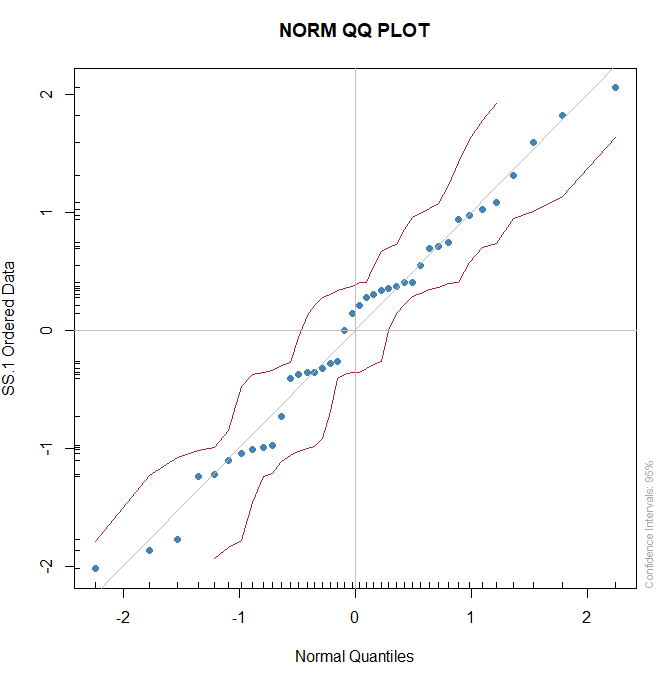 NORM QQ PLOT
SS.1 Ordered Data
2
1
0
-1
-2
-2
-1
0
1
2
Normal Quantiles
Confidence Intervals: 95%